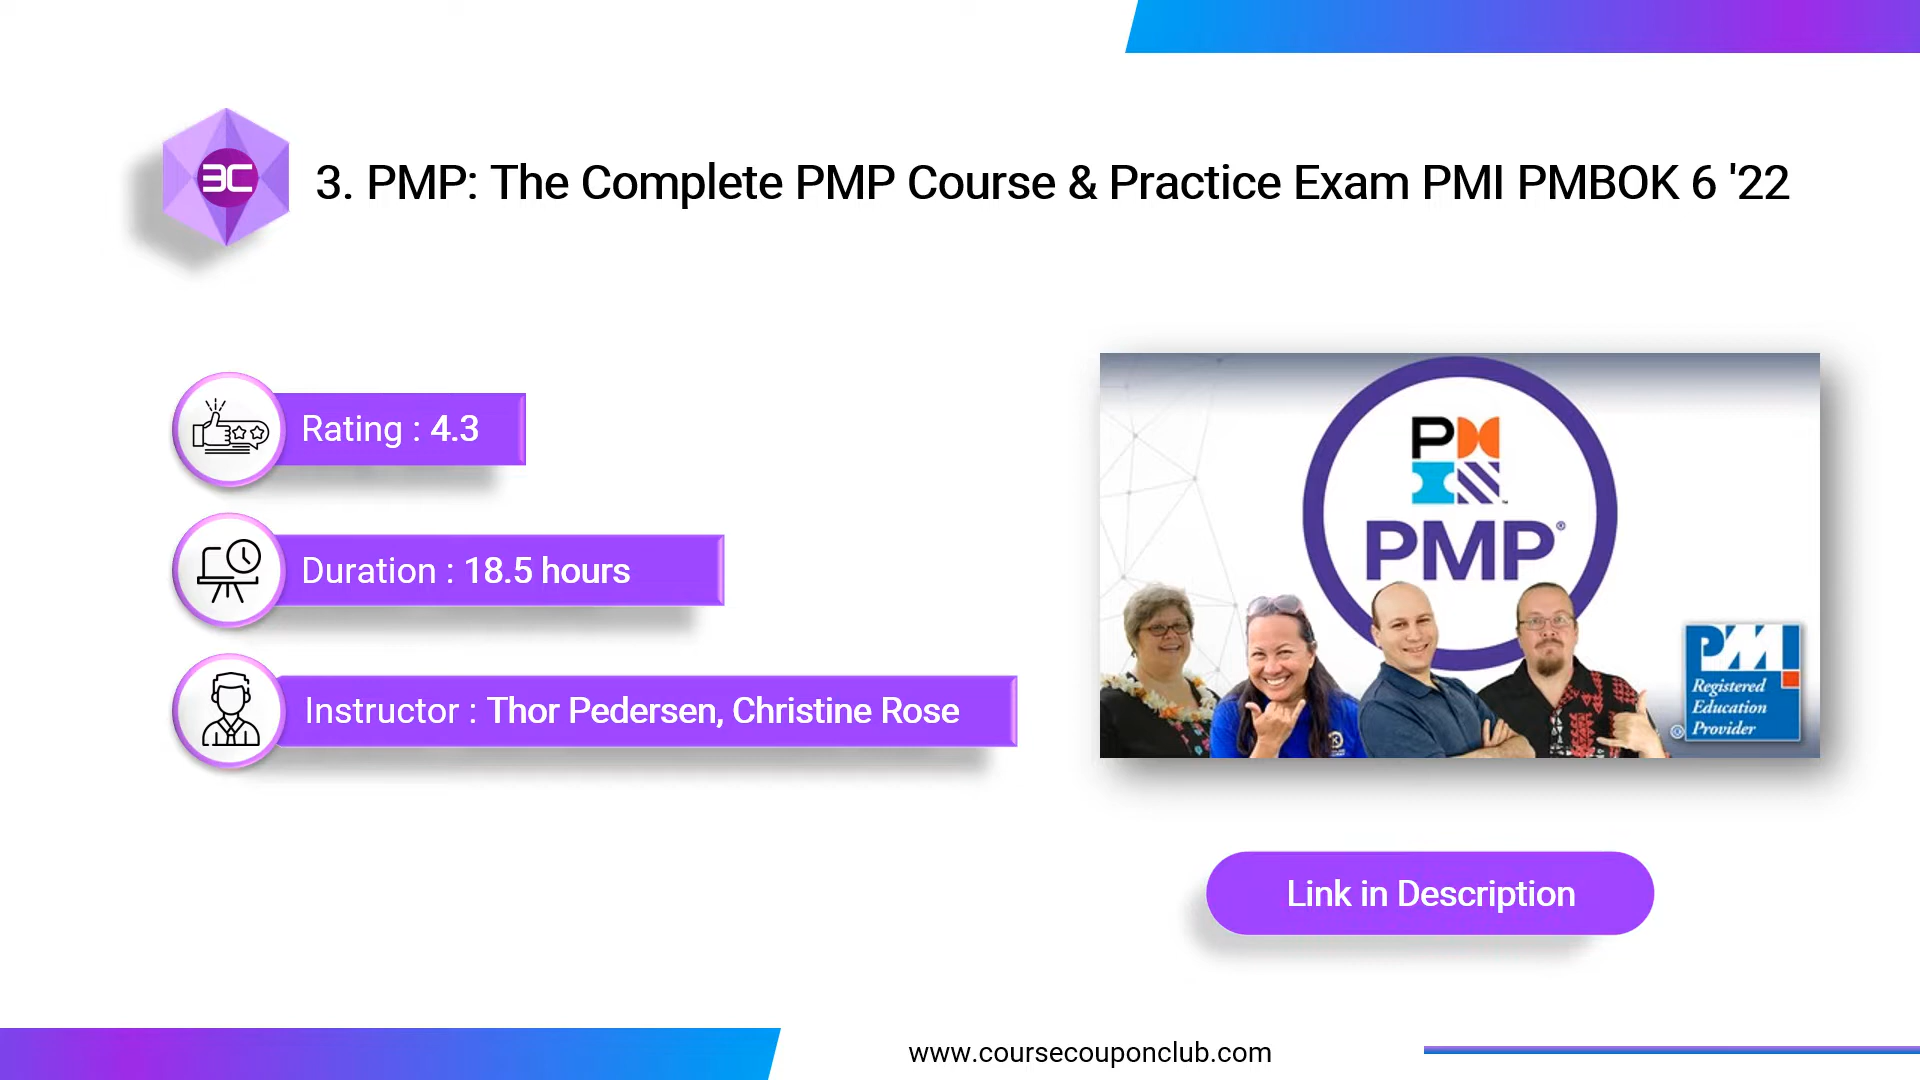 3C
3. PMP: The Complete PMP Course & Practice Exam PMI PMBOK 6 '22
Rating : 4.3
Duration : 18.5 hours
Instructor : Thor Pedersen, Christine Rose
PMI
PMP®
PMI
Registered
Education
® Provider
Link in Description
www.coursecouponclub.com